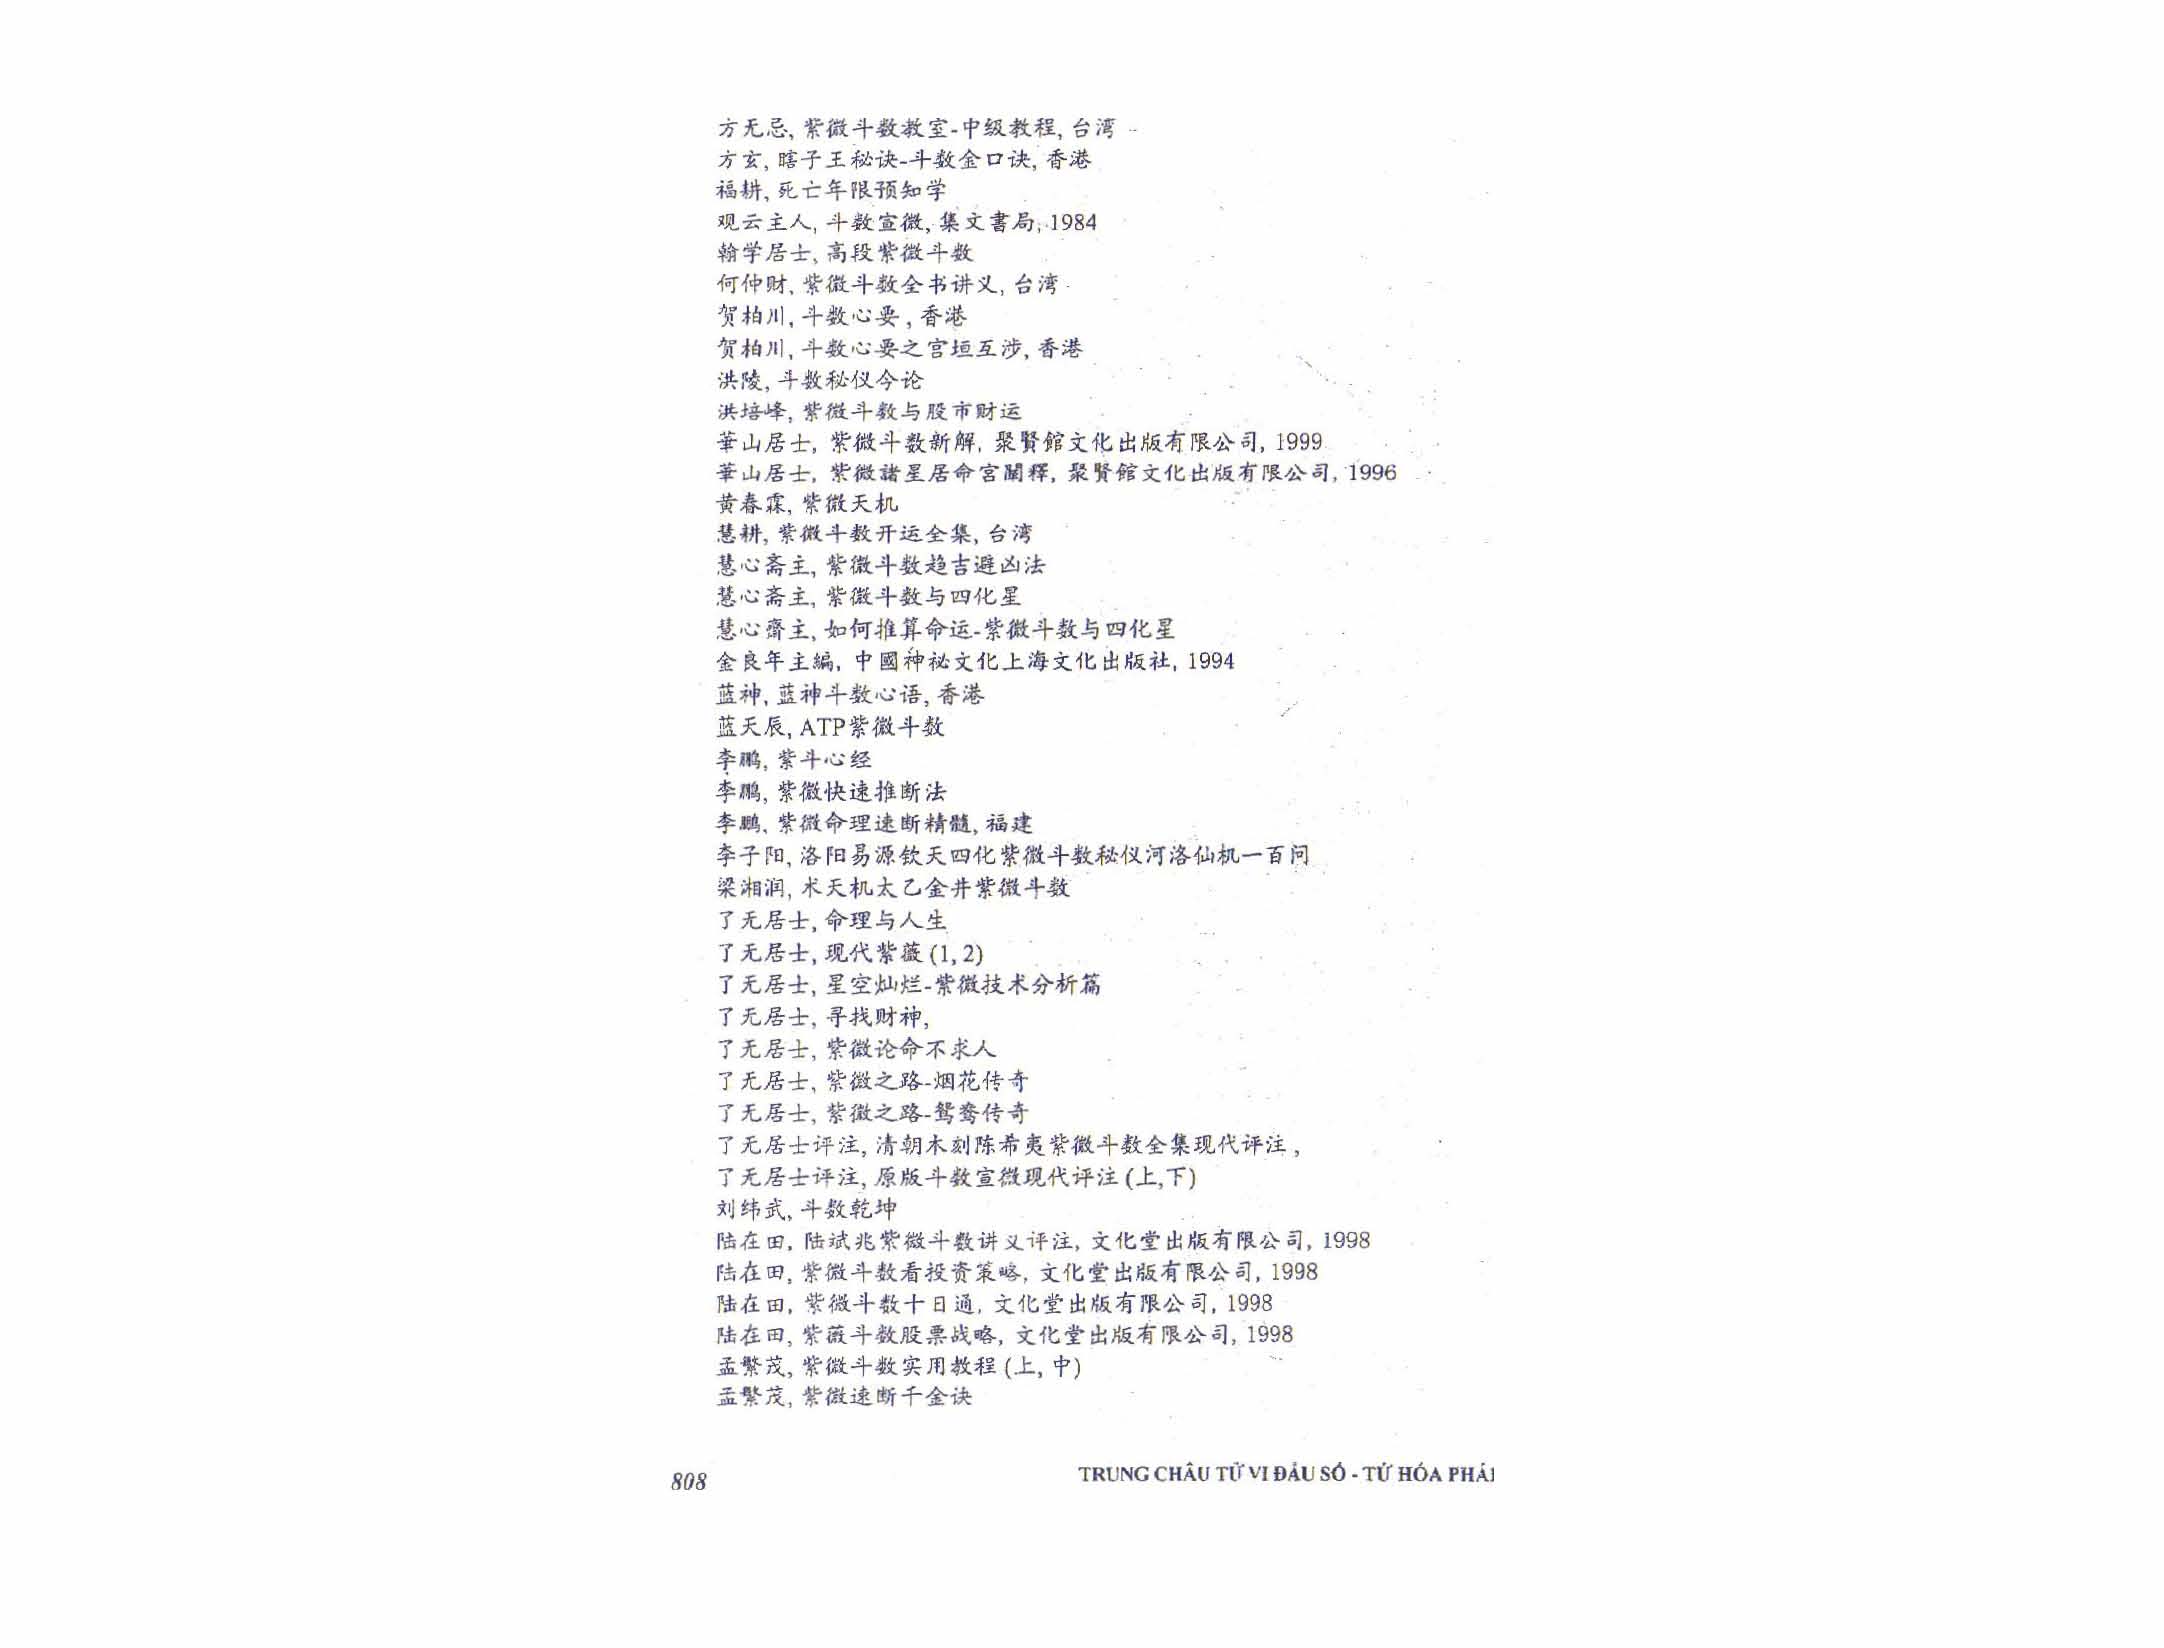 方无忌, 紫微斗数教室-中级教程, 台湾
方玄, 瞎子王秘诀-斗数金口诀, 香港
福耕, 死亡年限预知学
观云主人, 斗数宣微, 集文書局, 1984
翰学居士, 高段紫微斗数
何仲财, 紫微斗数全书讲义, 台湾
贺柏川, 斗数心要, 香港
贺柏川, 斗数心要之宫垣互涉, 香港
洪陵, 斗数秘仪今论
洪培峰, 紫微斗数与股市财运
華山居士, 紫微斗数新解, 聚賢館文化出版有限公司, 1999
華山居士, 紫微諸星居命宮闡釋, 聚賢館文化出版有限公司, 1996
黄春霖, 紫微天机
慧耕, 紫微斗数开运全集, 台湾
慧心斋主, 紫微斗数趋吉避凶法
慧心斋主, 紫微斗数与四化星
慧心齋主, 如何推算命运-紫微斗数与四化星
金良年主編, 中國神祕文化上海文化出版社, 1994
蓝神, 蓝神斗数心语, 香港
蓝天辰, ATP紫微斗数
李鹏, 紫斗心经
李鹏, 紫微快速推断法
李鹏, 紫微命理速断精髓, 福建
李子阳, 洛阳易源钦天四化紫微斗数秘仪河洛仙机一百问
梁湘润, 术天机太乙金井紫微斗数
了无居士, 命理与人生
了无居士, 现代紫薇 (1, 2)
了无居士, 星空灿烂-紫微技术分析篇
了无居士, 寻找财神,
了无居士, 紫微论命不求人
了无居士, 紫微之路-烟花传奇
了无居士, 紫微之路-鸳鸯传奇
了无居士评注, 清朝木刻陈希夷紫微斗数全集现代评注,
了无居士评注, 原版斗数宣微现代评注 (上,下)
刘纬武, 斗数乾坤
陆在田, 陆斌兆紫微斗数讲义评注, 文化堂出版有限公司, 1998
陆在田, 紫微斗数看投资策略, 文化堂出版有限公司, 1998
陆在田, 紫微斗数十日通, 文化堂出版有限公司, 1998
陆在田, 紫薇斗数股票战略, 文化堂出版有限公司, 1998
孟繁茂, 紫微斗数实用教程 (上, 中)
孟繁茂, 紫微速断千金诀
808
TRUNG CHÂU TỬ VI ĐẨU SỐ - TỨ HÓA PHÁI